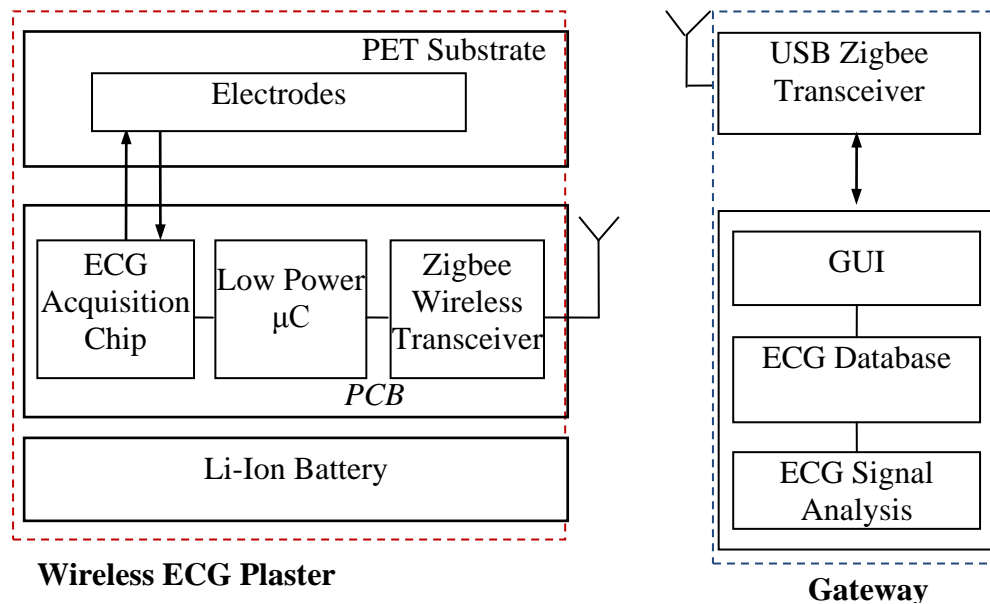 PET Substrate
Electrodes
ECG
Acquisition
Chip
Low Power
μC
Zigbee
Wireless
Transceiver
PCB
Li-Ion Battery
Wireless ECG Plaster
USB Zigbee
Transceiver
GUI
ECG Database
ECG Signal
Analysis
Gateway